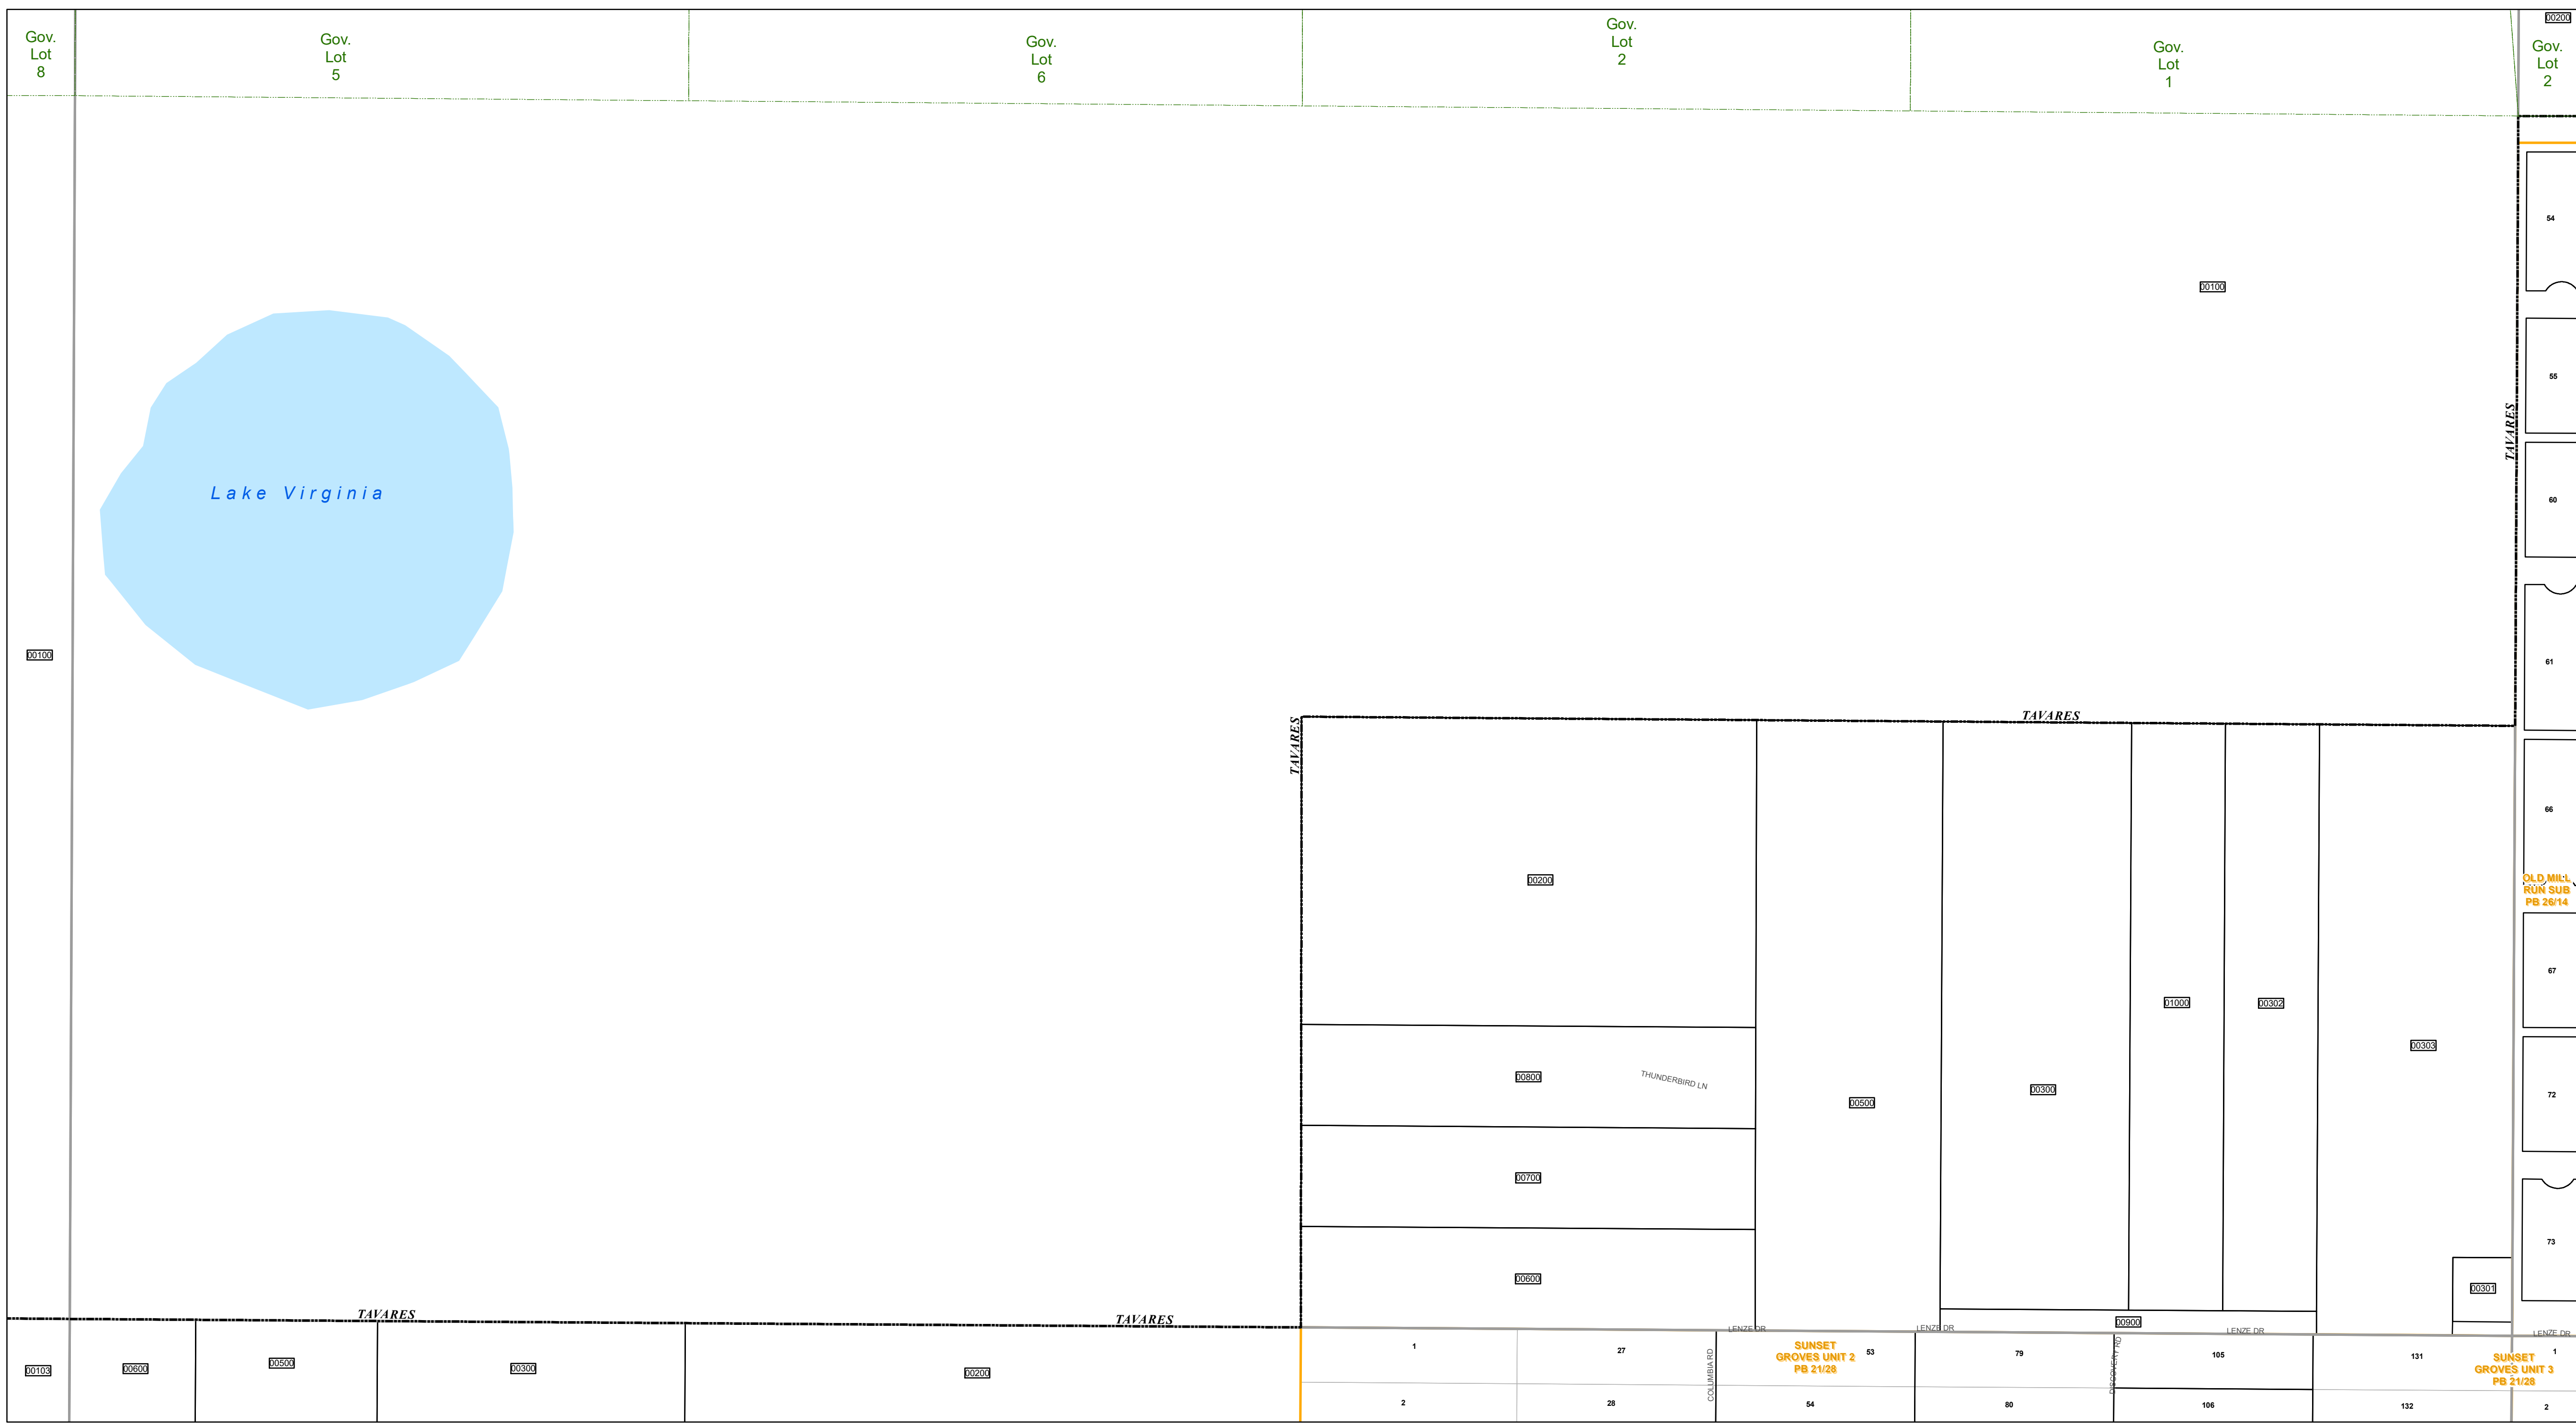 00200
Gov.
Lot
8
Gov.
Lot
5
Gov.
Lot
6
Gov.
Lot
2
Gov.
Lot
1
Gov.
Lot
2
54
00100
55
TAVARES
Lake Virginia
60
00100
61
TAVARES
TAVARES
66
00200
OLD MILL
RUN SUB
PB 26/14
67
01000
00302
00303
00800
THUNDERBIRD LN
00300
00500
72
00700
73
00600
00301
TAVARES
TAVARES
00900
LENZE DR
LENZE DR
LENZE DR
LENZE DR
00103
00600
00500
00300
00200
1
27
COLUMBIA RD
SUNSET
GROVES UNIT 2
PB 21/28
53
79
DISCOVERY RD
105
131
SUNSET
GROVES UNIT 3
PB 21/28
1
2
28
54
80
106
132
2